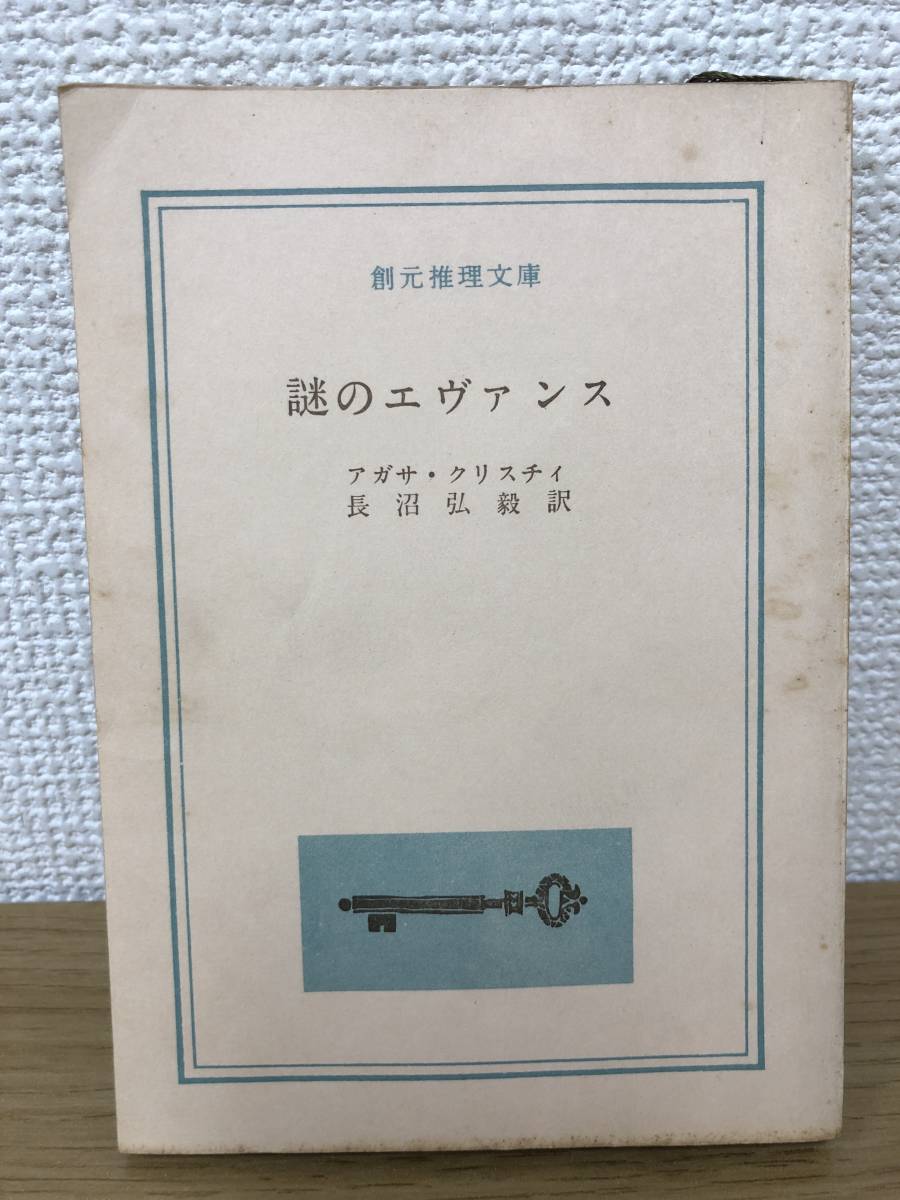 創元推理文庫
謎のエヴァンス
アガサ・クリスチィ
長沼弘毅訳